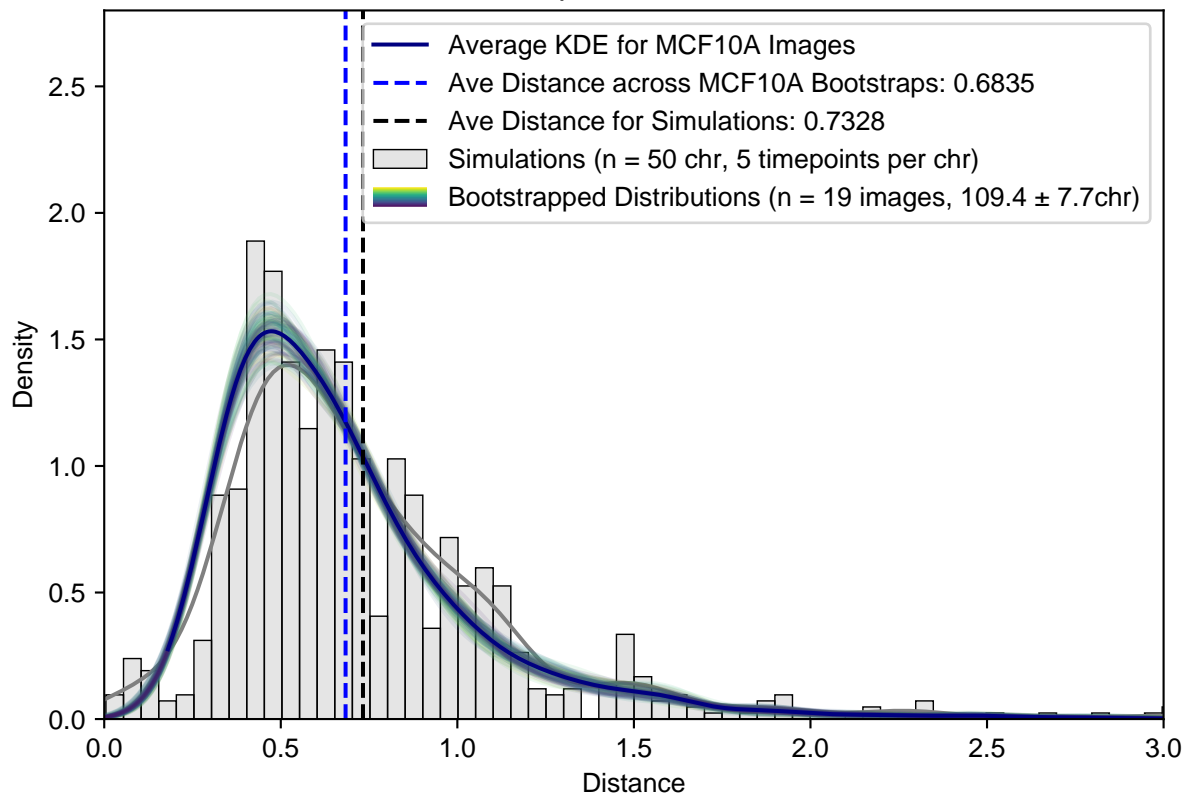 Average KDE for MCF10A Images
Ave Distance across MCF10A Bootstraps: 0.6835
Ave Distance for Simulations: 0.7328
Simulations (n = 50 chr, 5 timepoints per chr)
Bootstrapped Distributions (n = 19 images, 109.4 ± 7.7chr)
Density
2.5
2.0
1.5
1.0
0.5
0.0
0.0 0.5 1.0 1.5 2.0 2.5 3.0
Distance